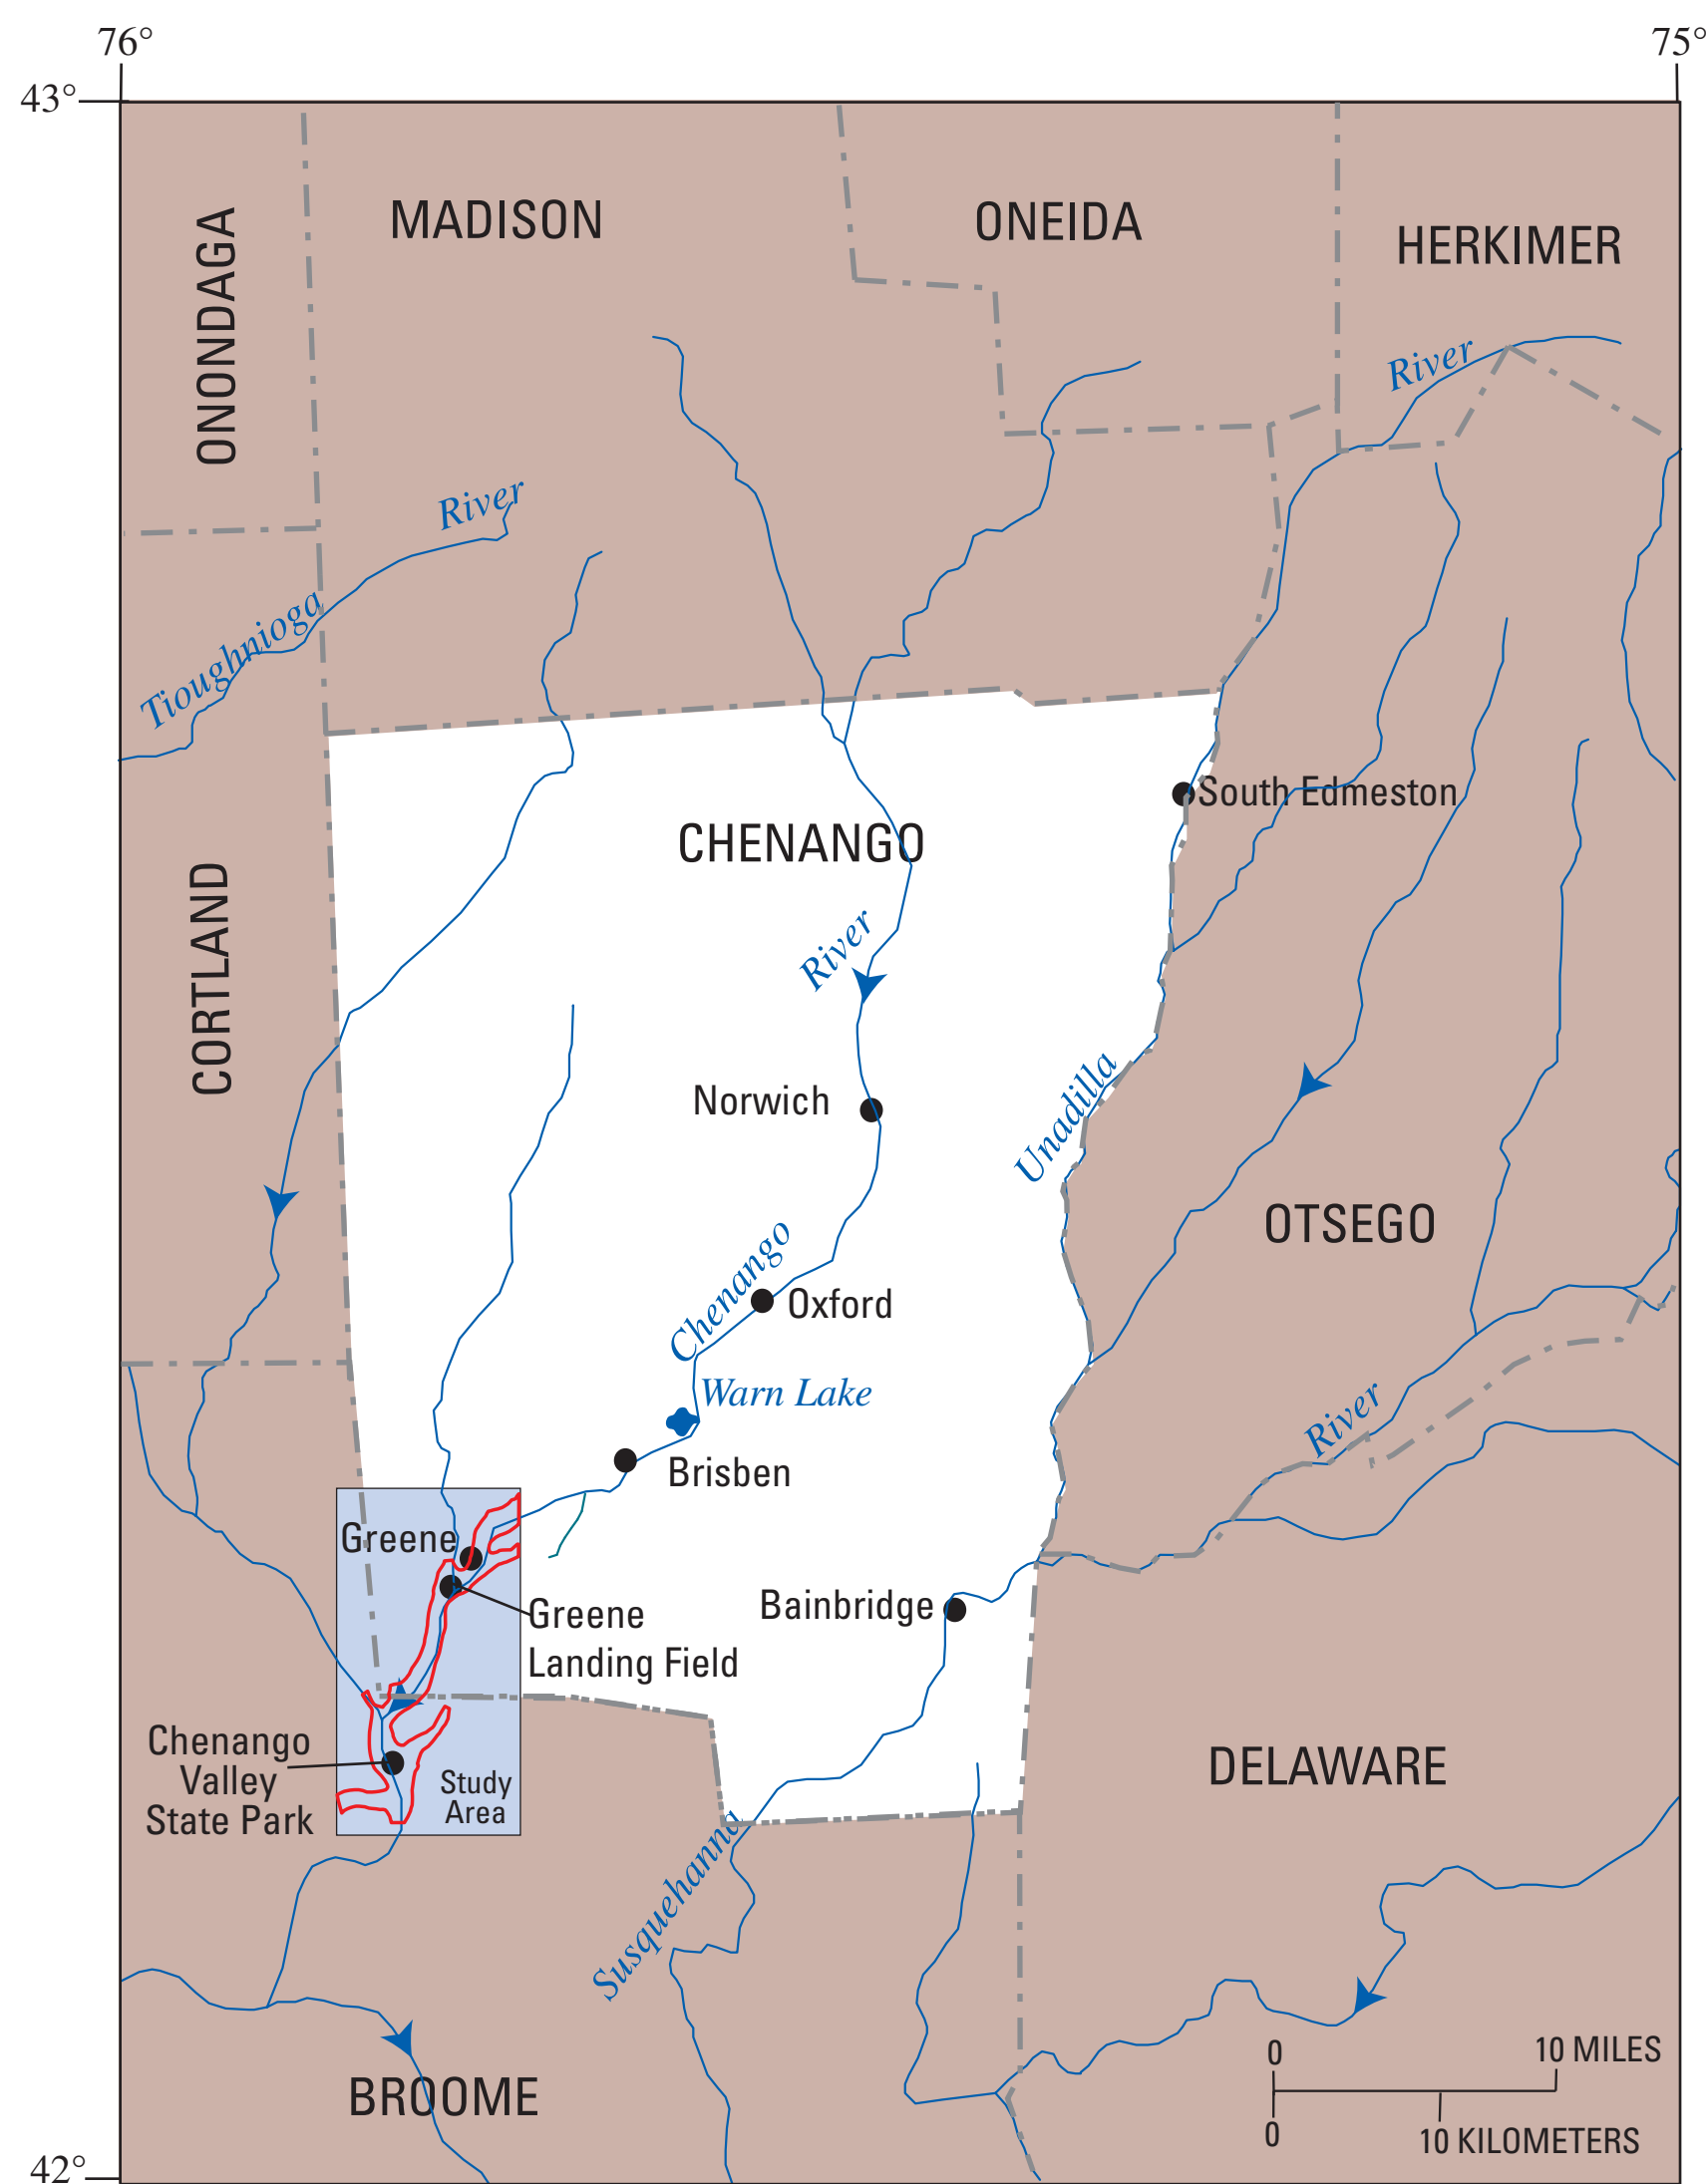 76°
75°
43°
MADISON
ONEIDA
HERKIMER
ONONDAGA
River
River
Tioughnioga
South Edmeston
CHENANGO
CORTLAND
River
Norwich
Unadilla
OTSEGO
Chenango
Oxford
Warn Lake
River
Brisben
Greene
Bainbridge
Greene
Landing Field
Chenango
Valley
State Park
Study
Area
DELAWARE
Susquehanna
0
10 MILES
BROOME
0
10 KILOMETERS
42°